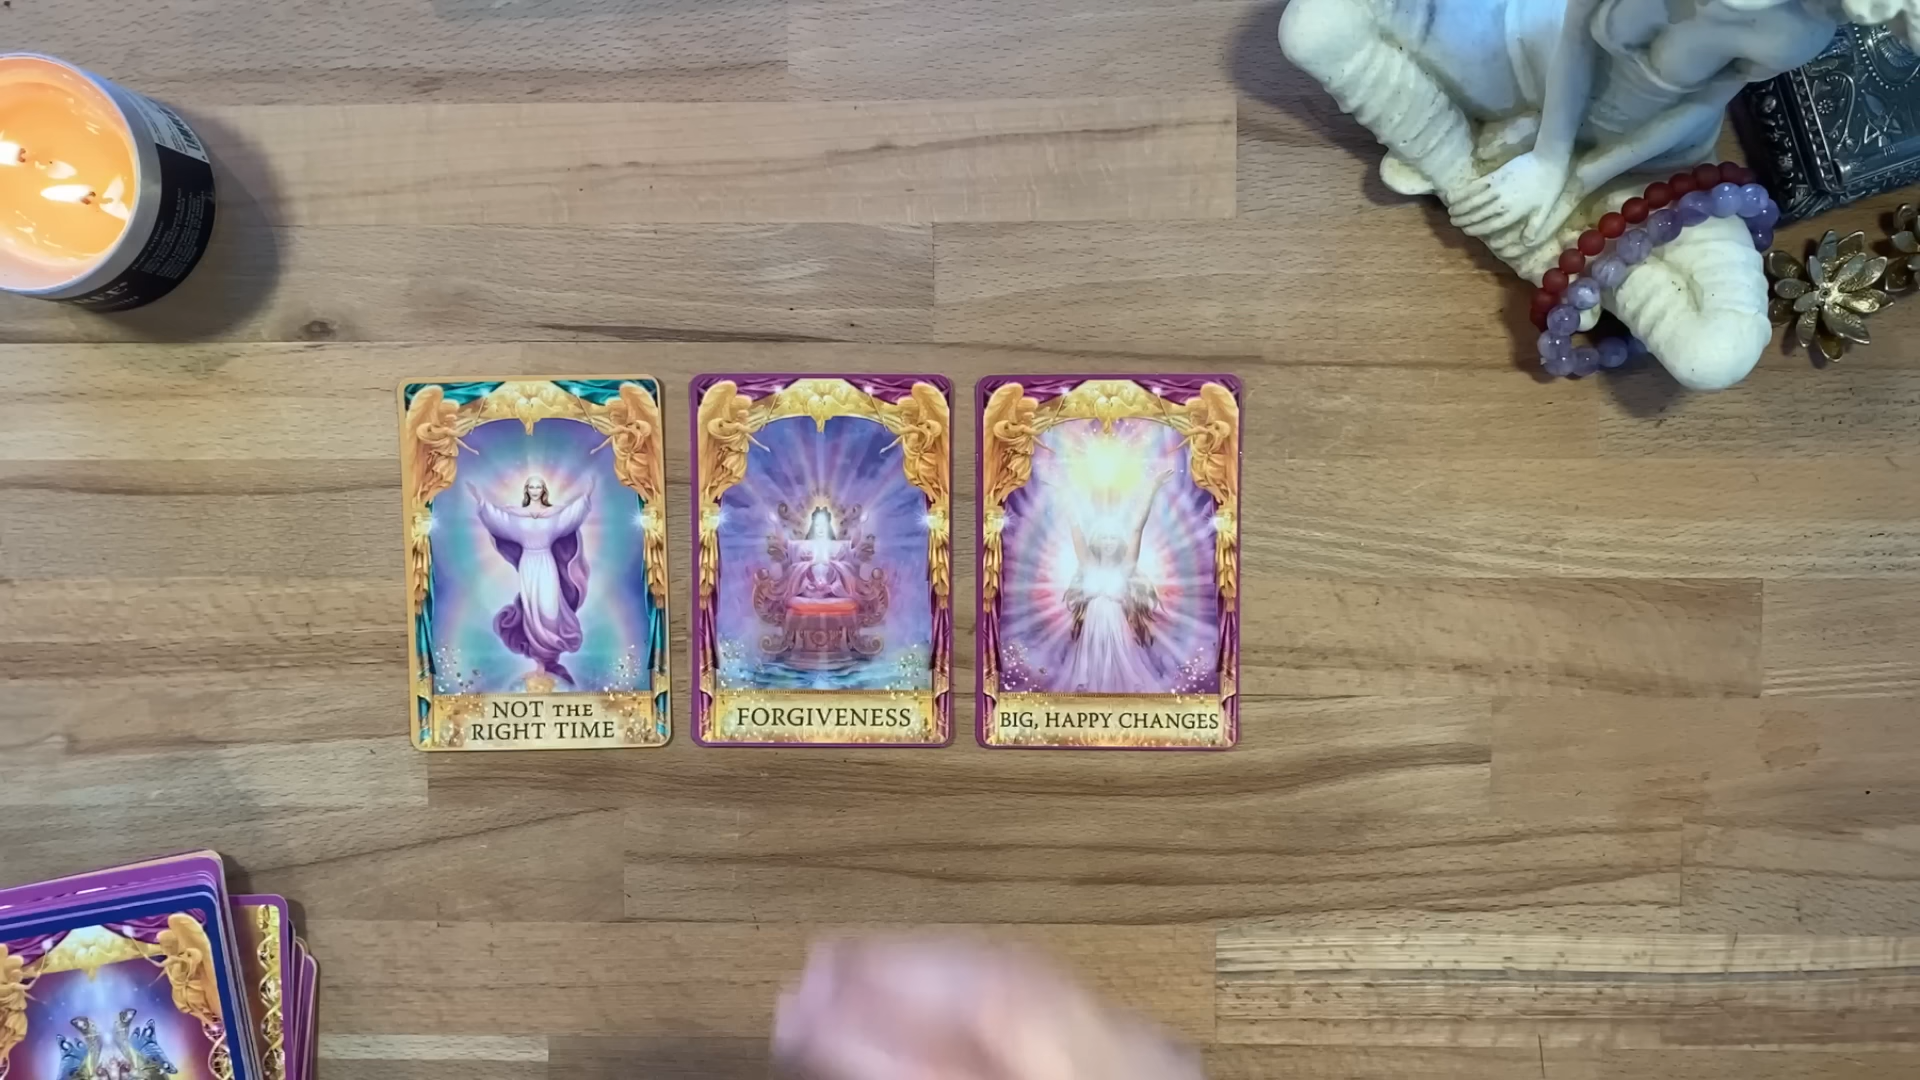 NOT THE
RIGHT TIME
FORGIVENESS
BIG, HAPPY CHANGES